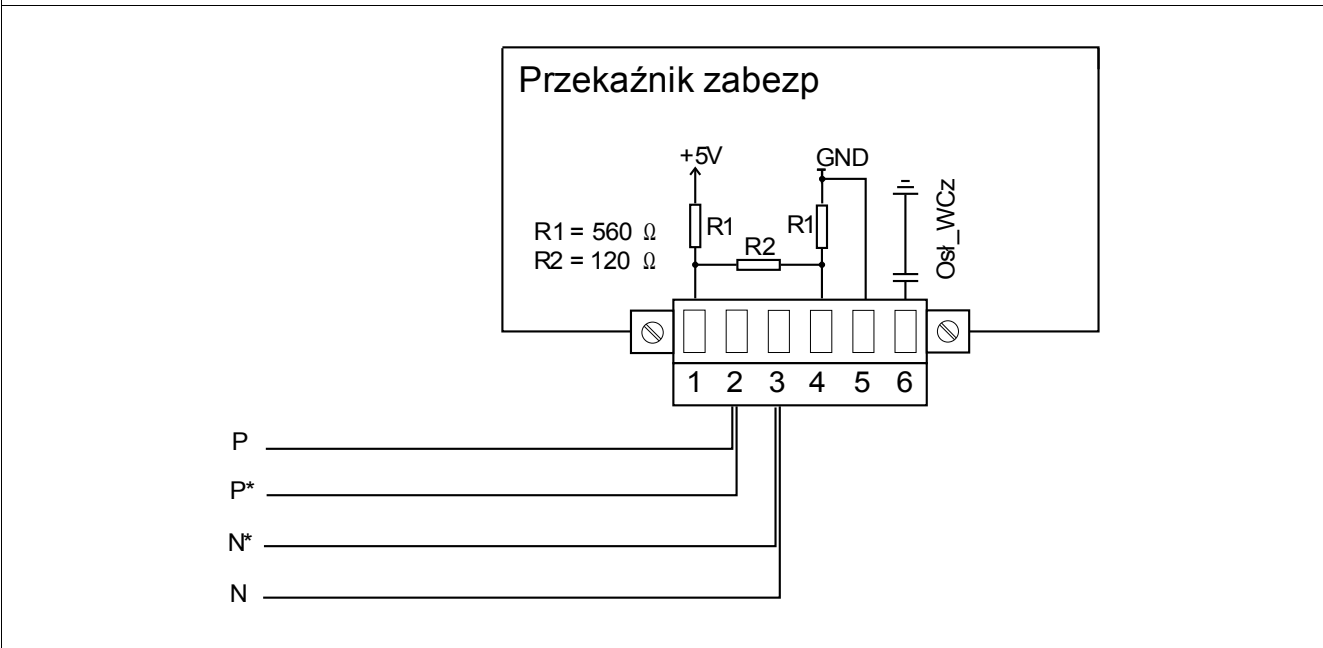 Przekaźnik zabezp
+5V
GND
R1 = 560 Ω
R2 = 120 Ω
R1
R2
R1
Osł_WCz
1 2 3 4 5 6
P
P*
N*
N